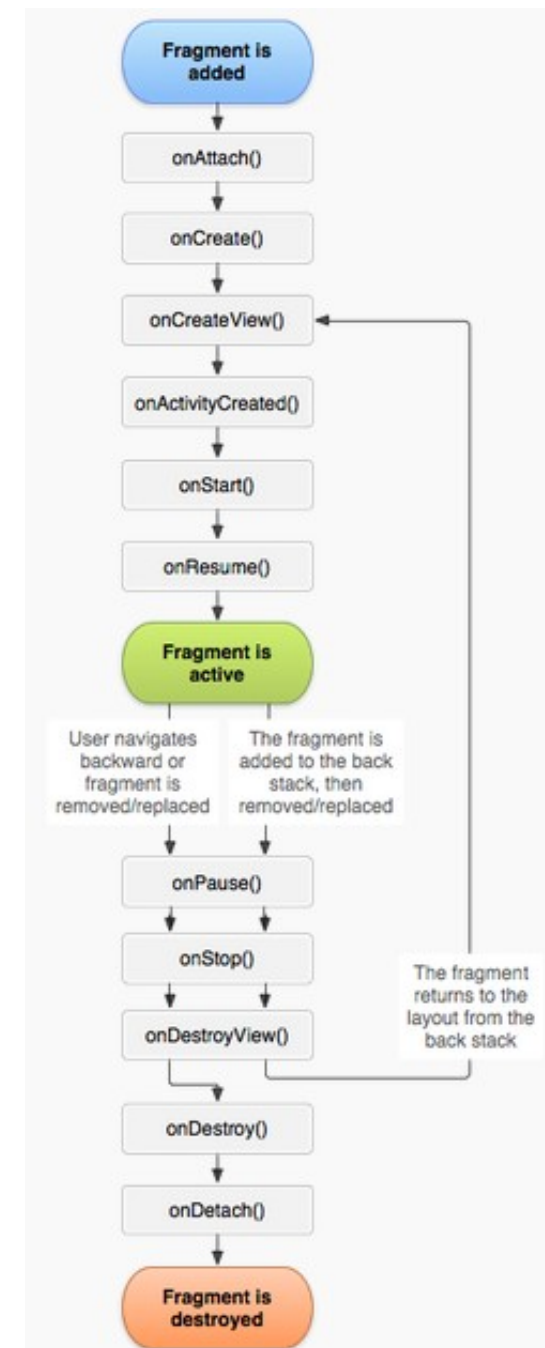 Fragment is
added
onAttach()
onCreate()
onCreateView()
onActivityCreated()
onStart()
onResume()
Fragment is
active
User navigates
backward or
fragment is
removed/replaced
The fragment is
added to the back
stack, then
removed/replaced
onPause()
onStop()
The fragment
returns to the
layout from the
back stack
onDestroyView()
onDestroy()
onDetach()
Fragment is
destroyed